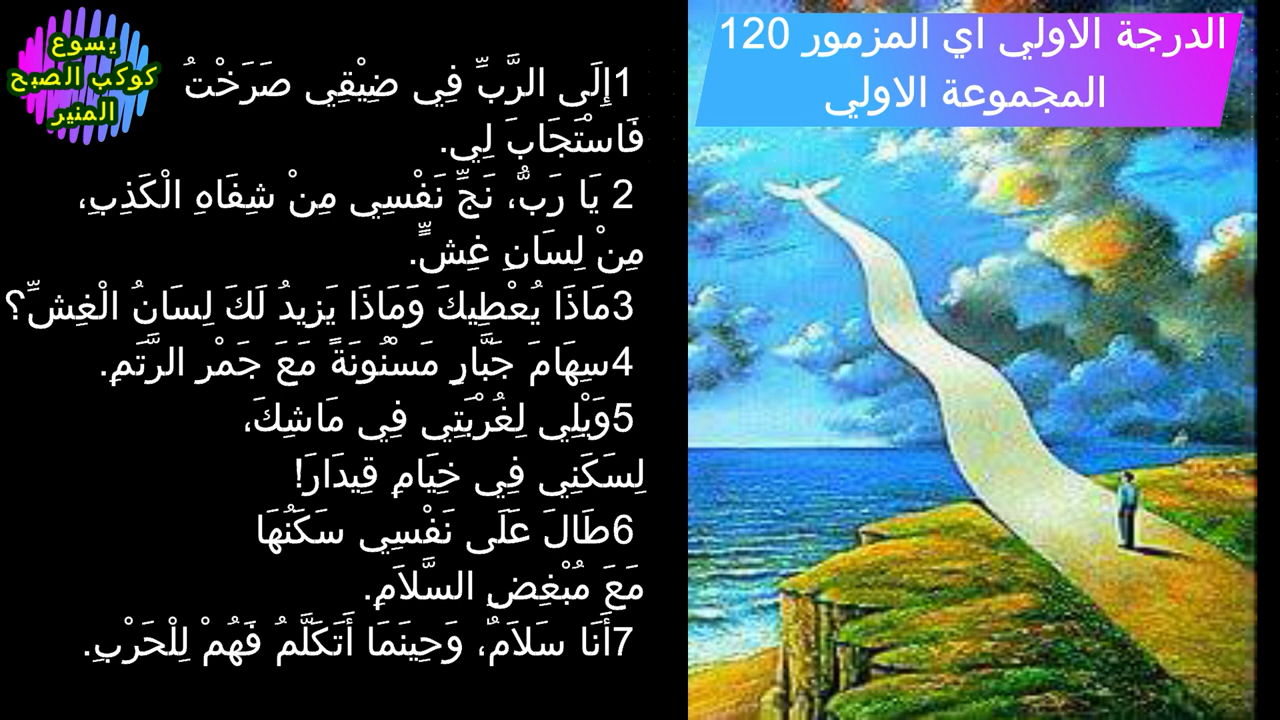 الدرجة الاولي اي المزمور 120
المجموعة الاولي
يسوع
كوكب الصبح
المنير
1إِلَى الرَّبِّ فِي ضِيْقِي صَرَخْتُ
فَاسْتَجَابَ لِي.
2 يَا رَبُّ، نَجِّ نَفْسِي مِنْ شِفَاهِ الْكَذِبِ،
مِنْ لِسَانِ غِشٍّ.
3مَاذَا يُعْطِيكَ وَمَاذَا يَزِيدُ لَكَ لِسَانُ الْغِشِّ؟
4سِهَامَ جَبَّارٍ مَسْنُونَةً مَعَ جَمْرِ الرَّتَمِ.
5وَيْلِي لِغُرْبَتِي فِي مَاشِكَ،
لِسَكَنِي فِي خِيَامِ قِيدَارَ!
6طَالَ عَلَى نَفْسِي سَكَنُهَا
مَعَ مُبْغِضِ السَّلاَمِ.
7أَنَا سَلاَمٌ، وَحِينَمَا أَتَكَلَّمُ فَهُمْ لِلْحَرْبِ.